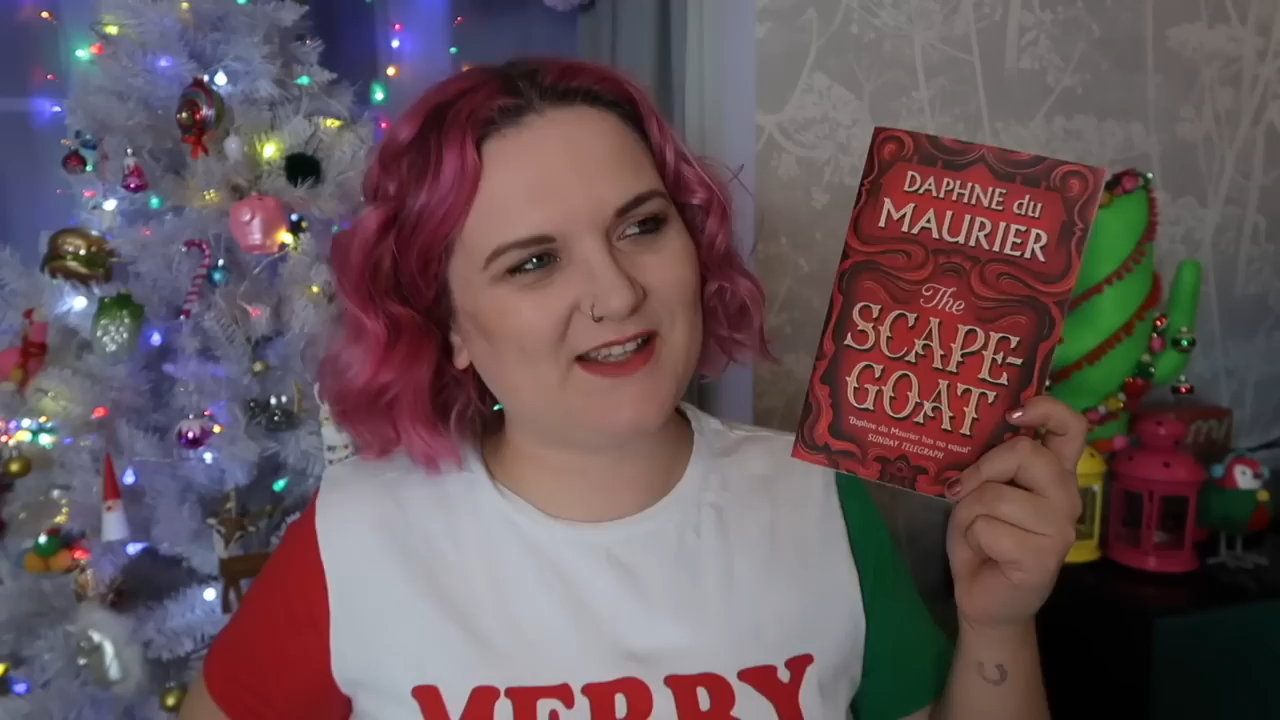 DAPHNE du
MAURIER
The
SCAPE-
GOAT
"Daphne du Maurier has no equal"
SUNDAY TELEGRAPH
MERRY